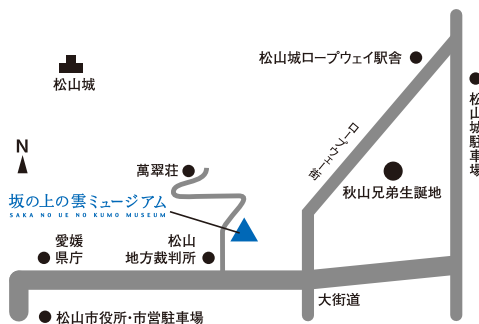 松山城ロープウェイ駅舎
松山城
松山城駐車場
ロープウェー街
N
萬翠荘
秋山兄弟生誕地
坂の上の雲ミュージアム
SAKA NO UE NO KUMO MUSEUM
愛媛
県庁
松山
地方裁判所
大街道
松山市役所・市営駐車場